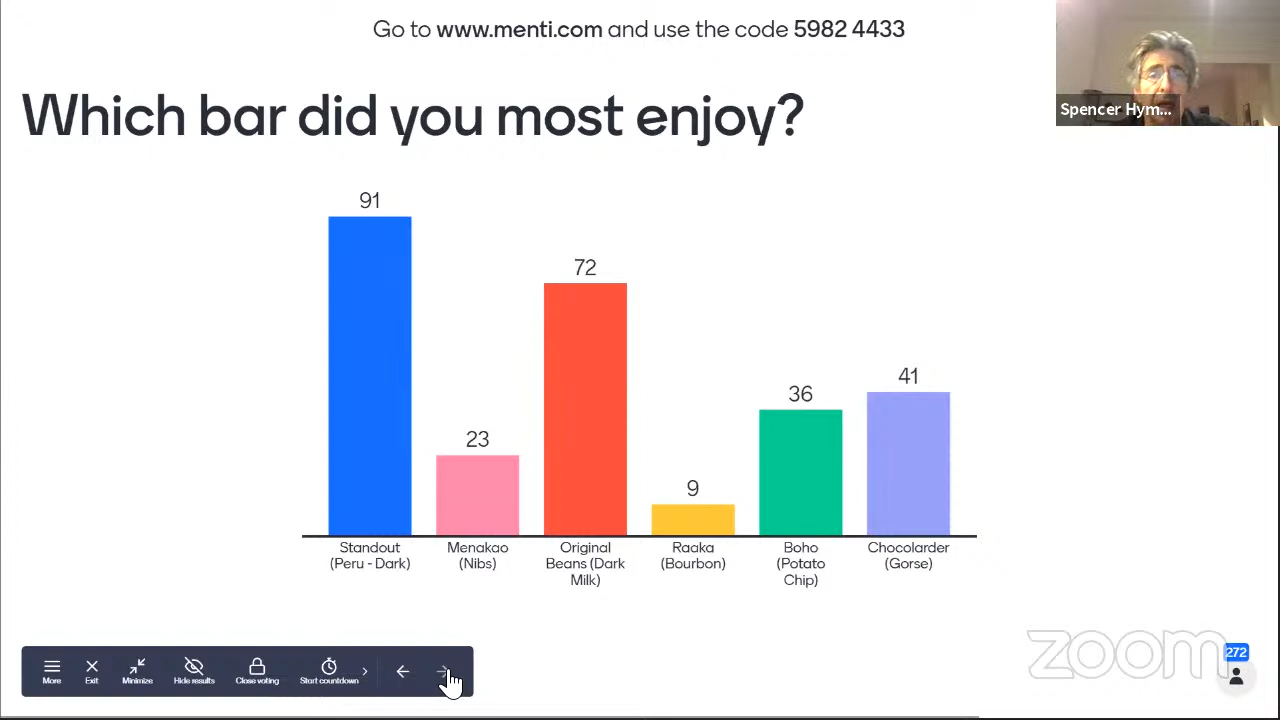 Go to www.menti.com and use the code 5982 4433
Spencer Hym...
Which bar did you most enjoy?
91
23
72
9
36
41
Standout
(Peru - Dark)
Menakao
(Nibs)
Original
Beans (Dark
Milk)
Raaka
(Bourbon)
Boho
(Potato
Chip)
Chocolarder
(Gorse)
More
Exit
Minimize
Hide results
Close voting
Start countdown
zoom
272